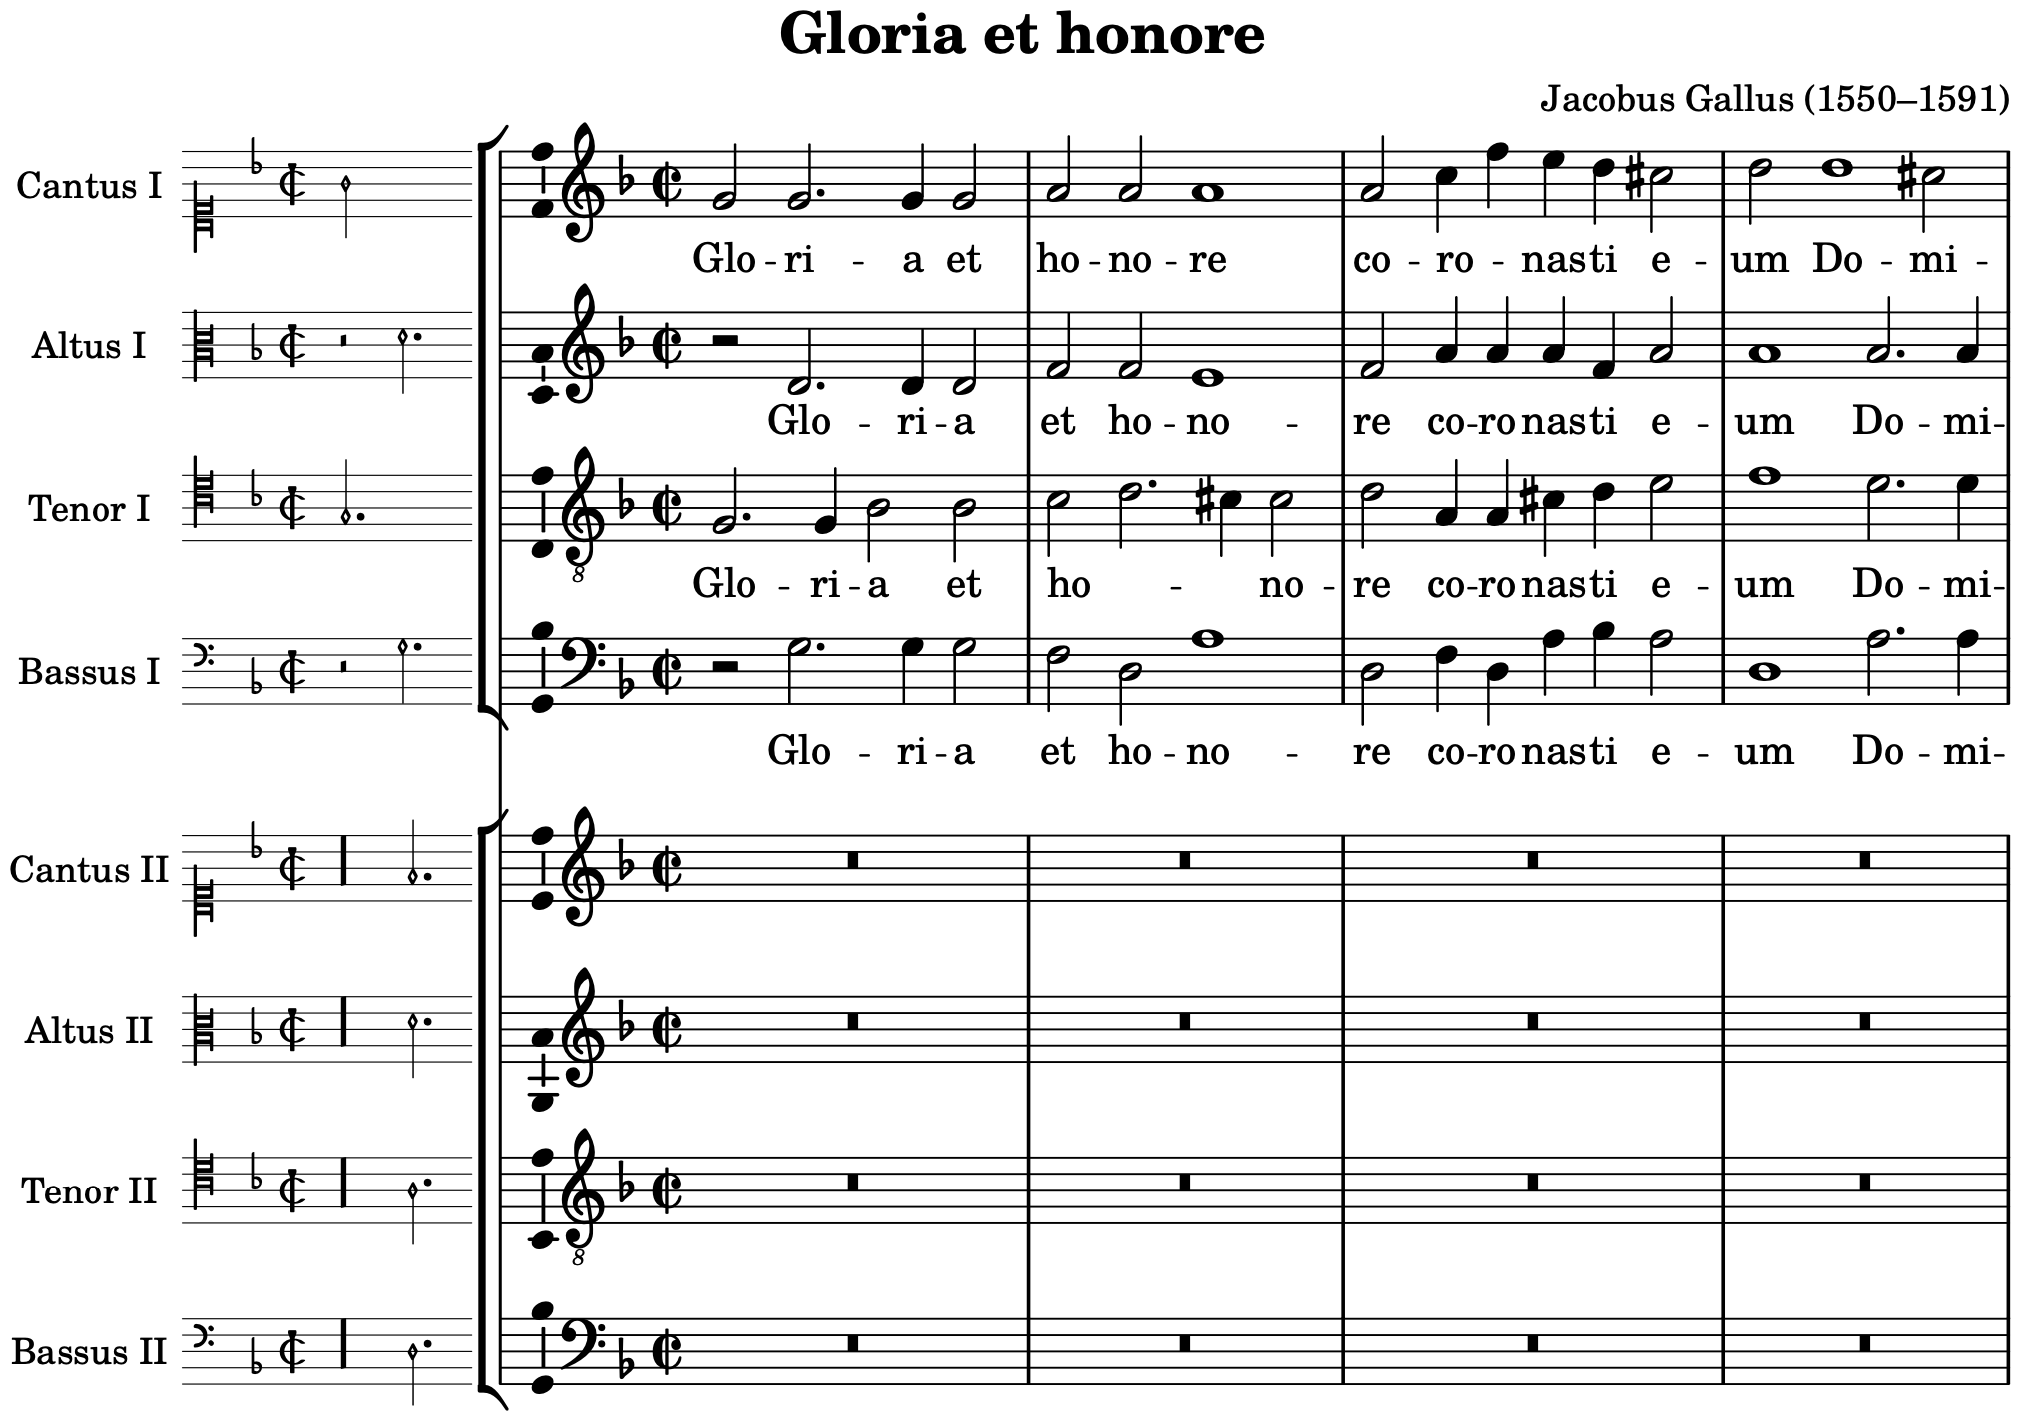 Gloria et honore
Jacobus Gallus (1550–1591)
Cantus I
Glo - ri - a et ho - no - re co - ro - nasti e - um Do - mi -
Altus I
Glo - ri - a et ho - no - re co - ro nasti e - um Do - mi -
Tenor I
8
Glo - ri - a et ho - no - re co - ro nasti e - um Do - mi -
Bassus I
Glo - ri - a et ho - no - re co - ro nasti e - um Do - mi -
Cantus II
Altus II
Tenor II
8
Bassus II